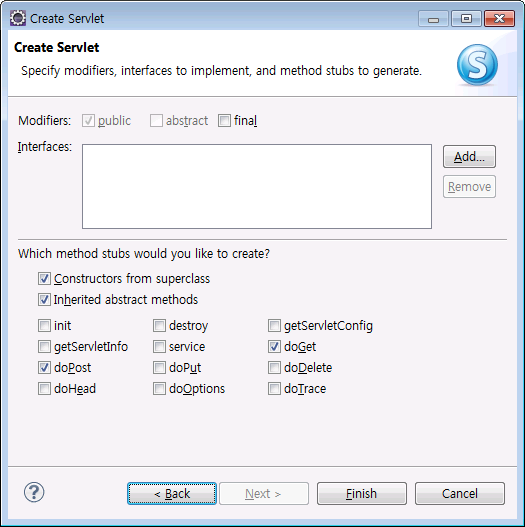 Create Servlet
Create Servlet
Specify modifiers, interfaces to implement, and method stubs to generate.
S
Modifiers: public abstract final
Interfaces:
Add...
Remove
Which method stubs would you like to create?
Constructors from superclass
Inherited abstract methods
init destroy getServletConfig
getServletInfo service doGet
doPost doPut doDelete
doHead doOptions doTrace
? < Back Next > Finish Cancel